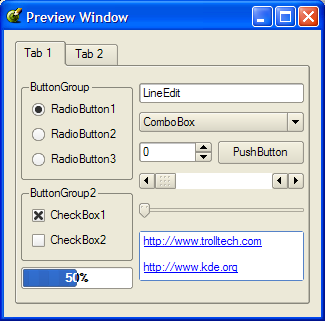 Preview Window
Tab 1
Tab 2
ButtonGroup
RadioButton1
RadioButton2
RadioButton3
ButtonGroup2
CheckBox1
CheckBox2
50%
LineEdit
ComboBox
0
PushButton
http://www.trolltech.com
http://www.kde.org